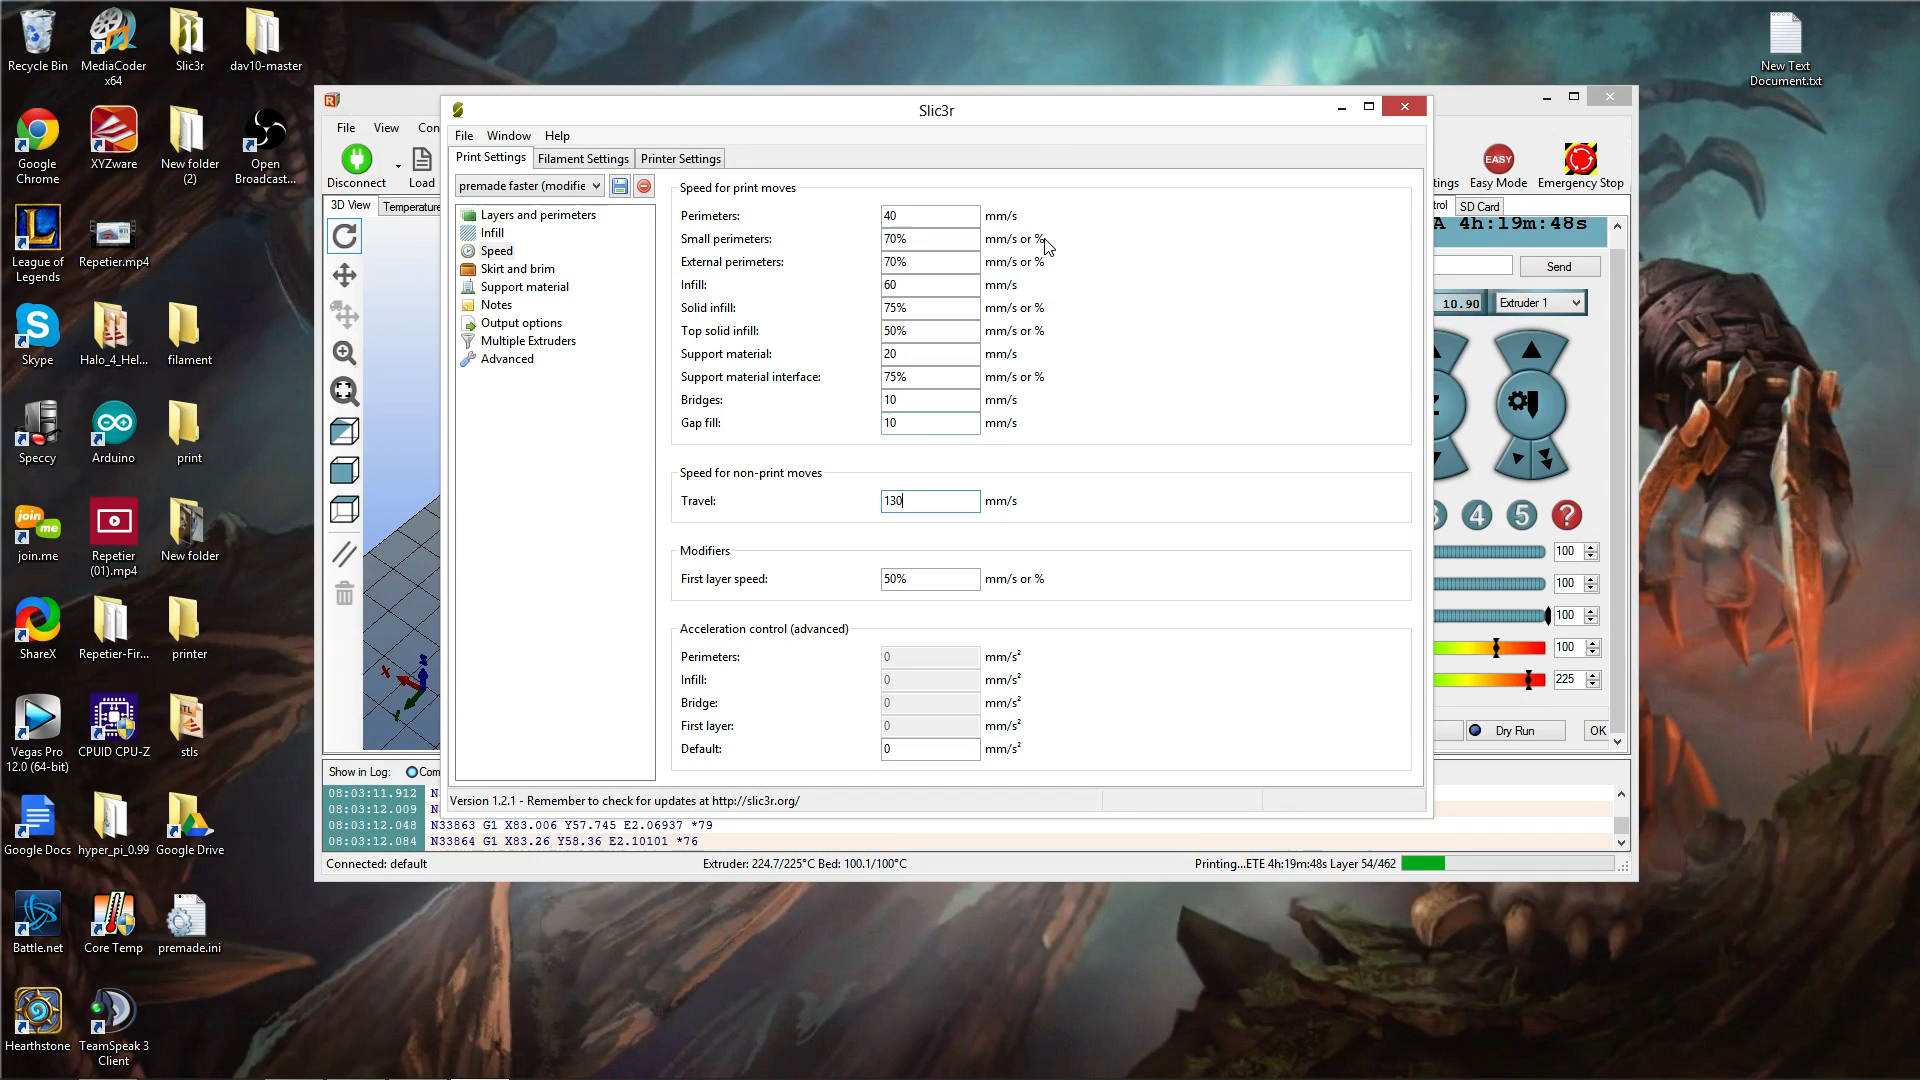 Recycle Bin
MediaCoder x64
Slic3r
dav10-master
New Text Document.txt
Google Chrome
XYZware
New folder (2)
Open Broadcast...
League of Legends
Repetier.mp4
Skype
Halo_4_Hel...
filament
Speccy
Arduino
print
join.me
join.me
Repetier (01).mp4
New folder
ShareX
Repetier-Fir...
printer
Vegas Pro 12.0 (64-bit)
CPUID CPU-Z
stls
Google Docs
hyper_pi_0.99
Google Drive
Battle.net
Core Temp
premade.ini
Hearthstone
TeamSpeak 3 Client
File View Con
Disconnect
Load
3D View
Temperature
Slic3r
File Window Help
Print Settings
Filament Settings
Printer Settings
premade faster (modifie
Layers and perimeters
Infill
Speed
Skirt and brim
Support material
Notes
Output options
Multiple Extruders
Advanced
Speed for print moves
Perimeters: 40 mm/s
Small perimeters: 70% mm/s or %
External perimeters: 70% mm/s or %
Infill: 60 mm/s
Solid infill: 75% mm/s or %
Top solid infill: 50% mm/s or %
Support material: 20 mm/s
Support material interface: 75% mm/s or %
Bridges: 10 mm/s
Gap fill: 10 mm/s
Speed for non-print moves
Travel: 130 mm/s
Modifiers
First layer speed: 50% mm/s or %
Acceleration control (advanced)
Perimeters: 0 mm/s²
Infill: 0 mm/s²
Bridge: 0 mm/s²
First layer: 0 mm/s²
Default: 0 mm/s²
Version 1.2.1 - Remember to check for updates at http://slic3r.org/
EASY
tings
Easy Mode
Emergency Stop
trol
SD Card
A 4h:19m:48s
Send
10.90
Extruder 1
Z
3 4 5 ?
100
100
100
100
225
Dry Run
OK
Show in Log: Com
08:03:11.912 N
08:03:12.009 N
08:03:12.048 N33863 G1 X83.006 Y57.745 E2.06937 *79
08:03:12.084 N33864 G1 X83.26 Y58.36 E2.10101 *76
Connected: default
Extruder: 224.7/225°C Bed: 100.1/100°C
Printing...ETE 4h:19m:48s Layer 54/462